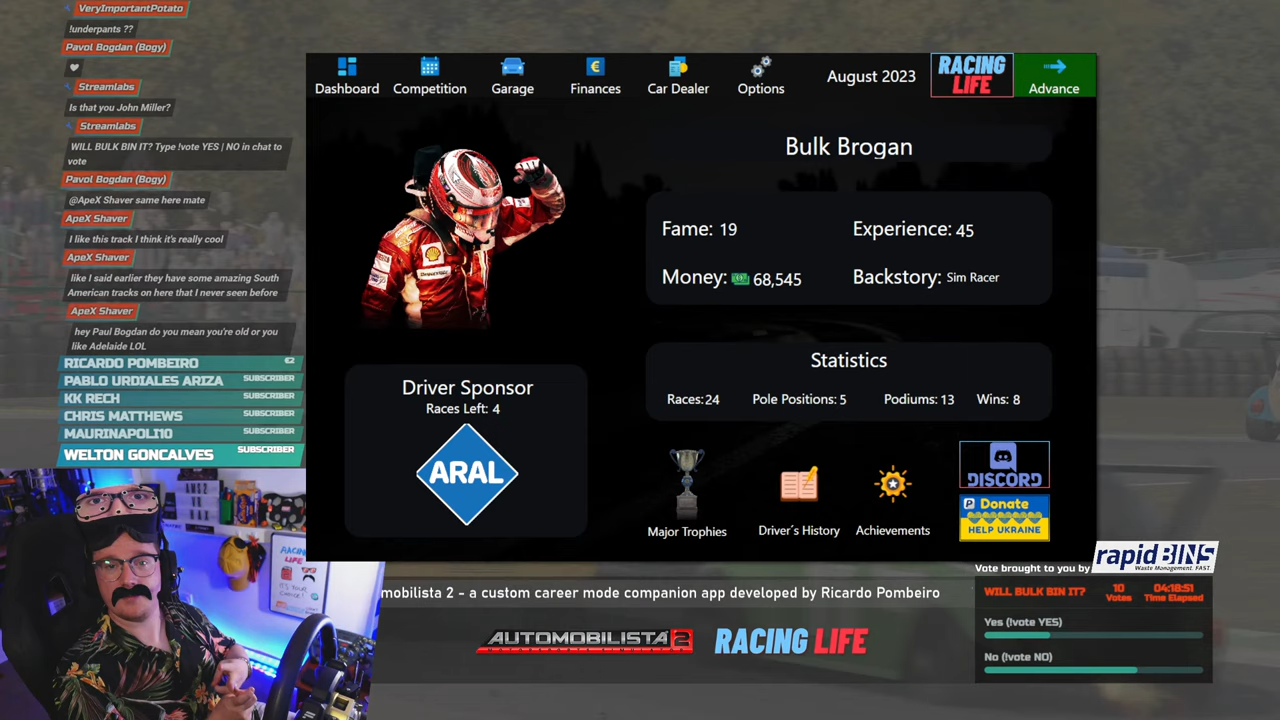 VeryImportantPotato
!underpants ??
Pavol Bogdan (Bogy)
Streamlabs
Is that you John Miller?
Streamlabs
WILL BULK BIN IT? Type !vote YES | NO in chat to
vote
Pavol Bogdan (Bogy)
@ApeX Shaver same here mate
ApeX Shaver
I like this track I think it's really cool
ApeX Shaver
like I said earlier they have some amazing South
American tracks on here that I never seen before
ApeX Shaver
hey Paul Bogdan do you mean you're old or you
like Adelaide LOL
RICARDO POMBEIRO €2
PABLO URDIALES ARIZA SUBSCRIBER
KK RECH SUBSCRIBER
CHRIS MATTHEWS SUBSCRIBER
MAURINAPOLI10 SUBSCRIBER
WELTON GONCALVES SUBSCRIBER
Dashboard
Competition
Garage
Finances
Car Dealer
Options
August 2023
RACING
LIFE
Advance
Bulk Brogan
Fame: 19
Experience: 45
Money: 68,545
Backstory: Sim Racer
Statistics
Races:24 Pole Positions: 5 Podiums: 13 Wins: 8
Driver Sponsor
Races Left: 4
ARAL
Major Trophies
Driver´s History
Achievements
DISCORD
Donate
HELP UKRAINE
mobilista 2 - a custom career mode companion app developed by Ricardo Pombeiro
AUTOMOBILISTA 2
RACING LIFE
Vote brought to you by
rapid BINS
Waste Management. FAST.
WILL BULK BIN IT?
10
Votes
04:18:51
Time Elapsed
Yes (!vote YES)
No (!vote NO)
RACING
LIFE